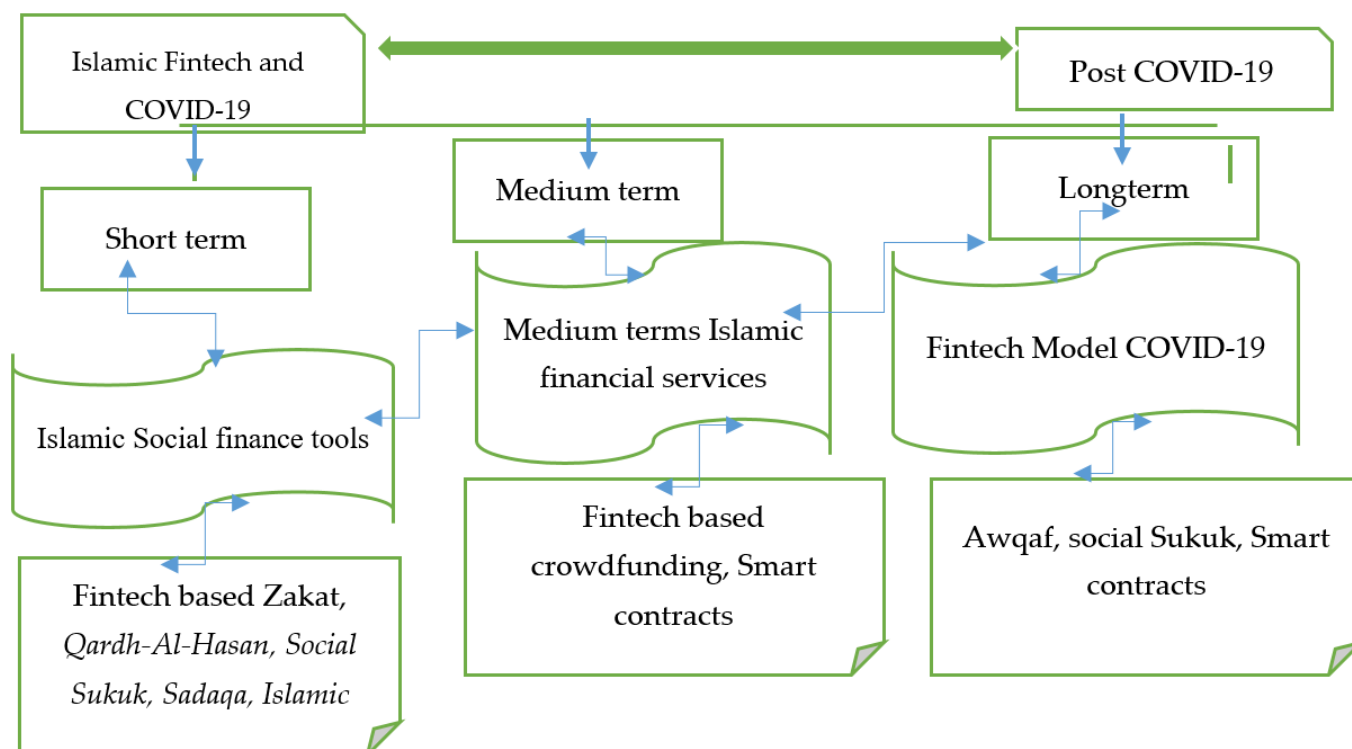 Islamic Fintech and
COVID-19
Post COVID-19
Short term
Medium term
Longterm
Islamic Social finance tools
Medium terms Islamic
financial services
Fintech Model COVID-19
Fintech based Zakat,
Qardh-Al-Hasan, Social
Sukuk, Sadaqa, Islamic
Fintech based
crowdfunding, Smart
contracts
Awqaf, social Sukuk, Smart
contracts